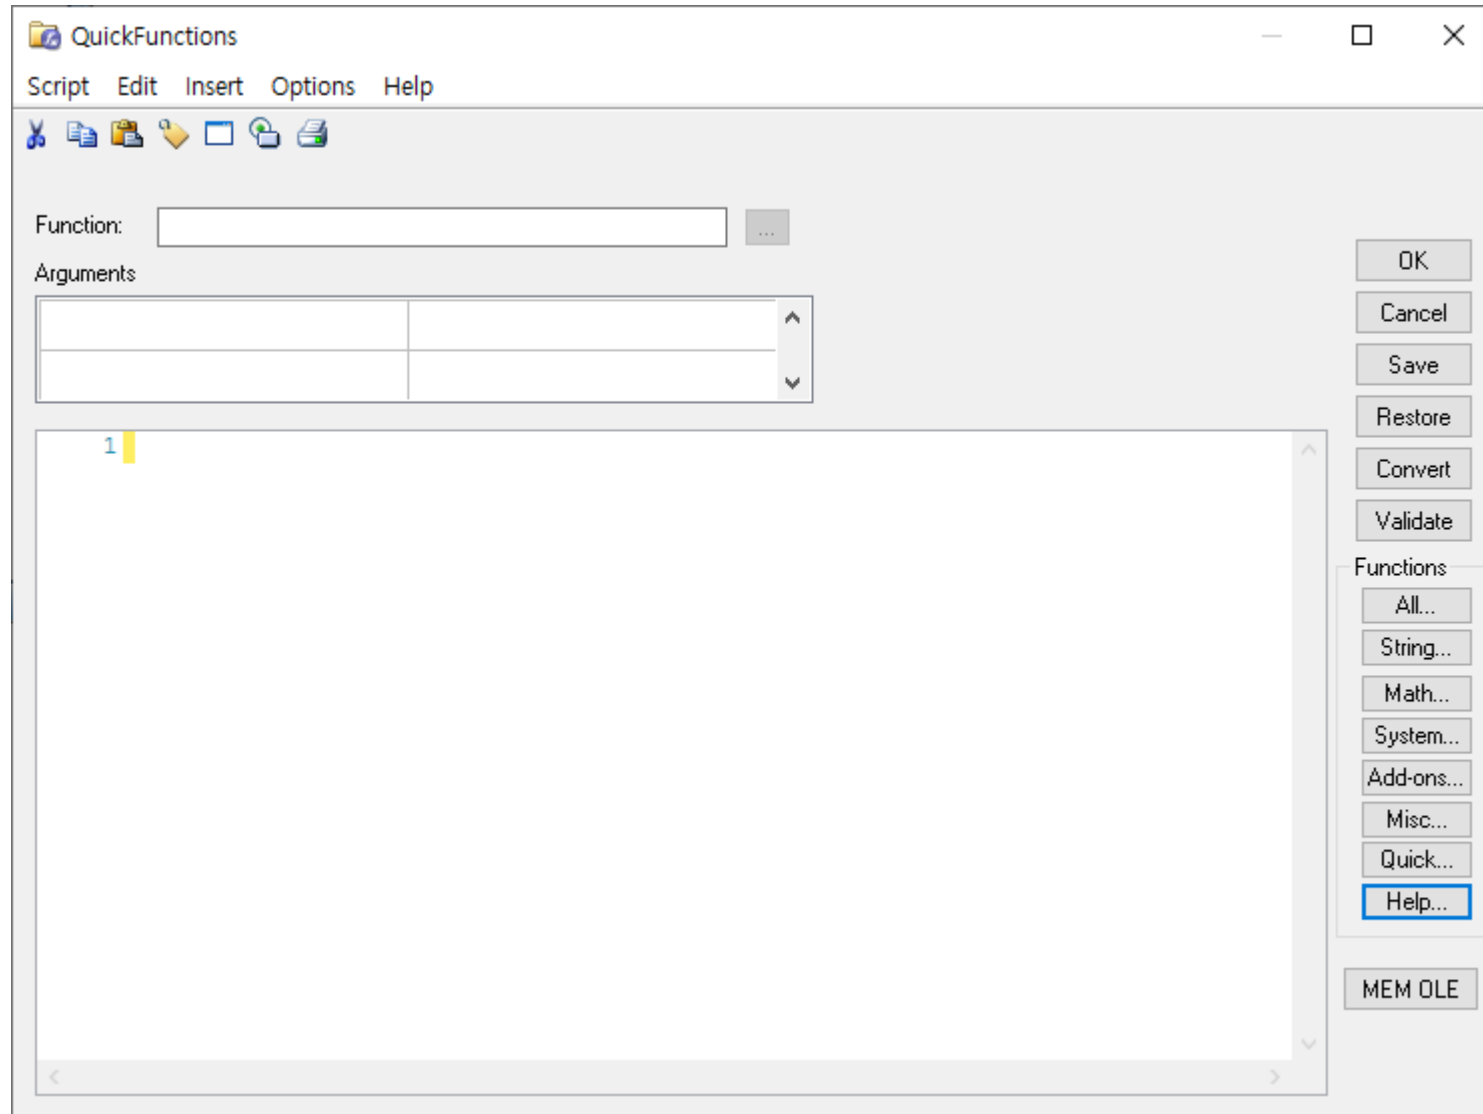 QuickFunctions
Script Edit Insert Options Help
Function:
...
Arguments
1
OK
Cancel
Save
Restore
Convert
Validate
Functions
All...
String...
Math...
System...
Add-ons...
Misc...
Quick...
Help...
MEM OLE